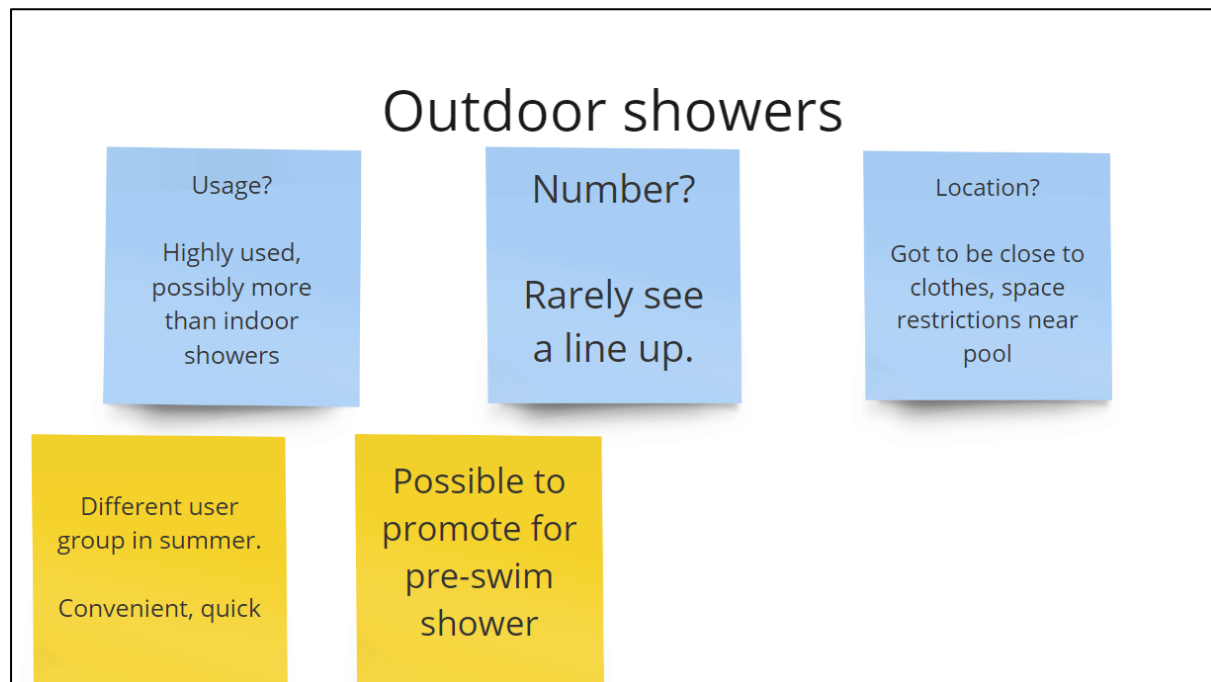 Outdoor showers
Usage?
Highly used,
possibly more
than indoor
showers
Number?
Rarely see
a line up.
Location?
Got to be close to
clothes, space
restrictions near
pool
Different user
group in summer.
Convenient, quick
Possible to
promote for
pre-swim
shower